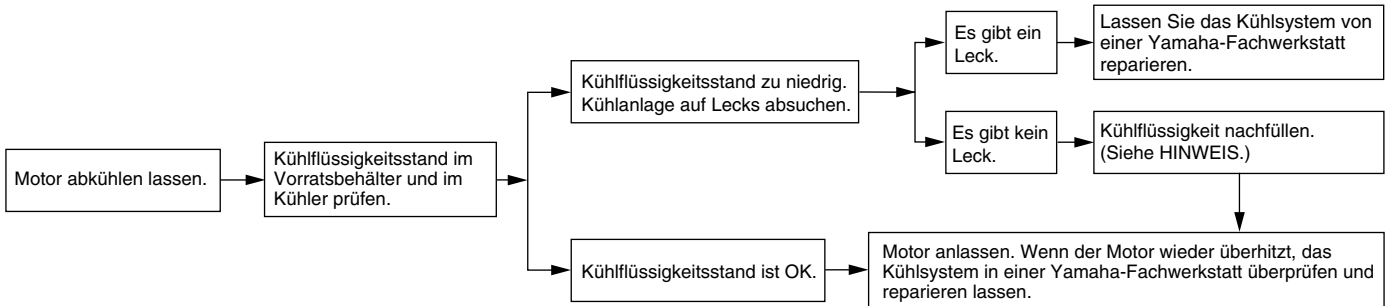 Motor abkühlen lassen.
Kühlflüssigkeitsstand im
Vorratsbehälter und im
Kühler prüfen.
Kühlflüssigkeitsstand zu niedrig.
Kühlanlage auf Lecks absuchen.
Es gibt ein
Leck.
Lassen Sie das Kühlsystem von
einer Yamaha-Fachwerkstatt
reparieren.
Es gibt kein
Leck.
Kühlflüssigkeit nachfüllen.
(Siehe HINWEIS.)
Kühlflüssigkeitsstand ist OK.
Motor anlassen. Wenn der Motor wieder überhitzt, das
Kühlsystem in einer Yamaha-Fachwerkstatt überprüfen und
reparieren lassen.